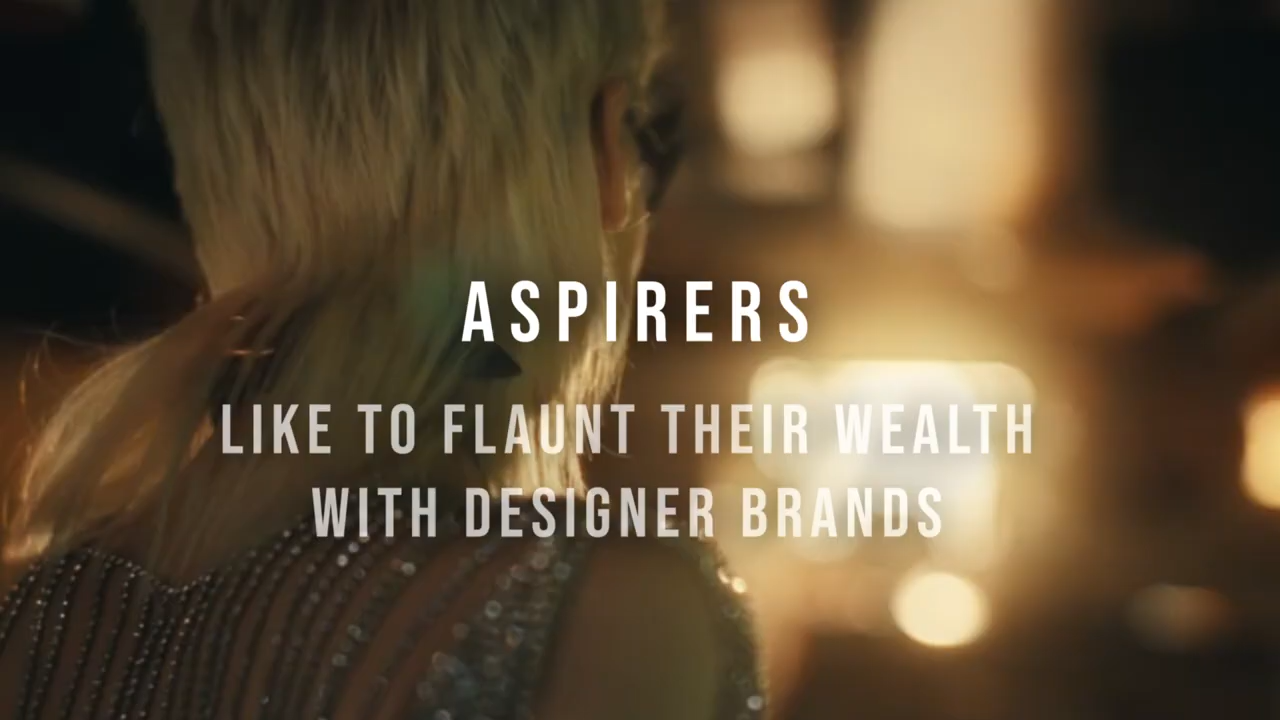 ASPIRERS
LIKE TO FLAUNT THEIR WEALTH
WITH DESIGNER BRANDS